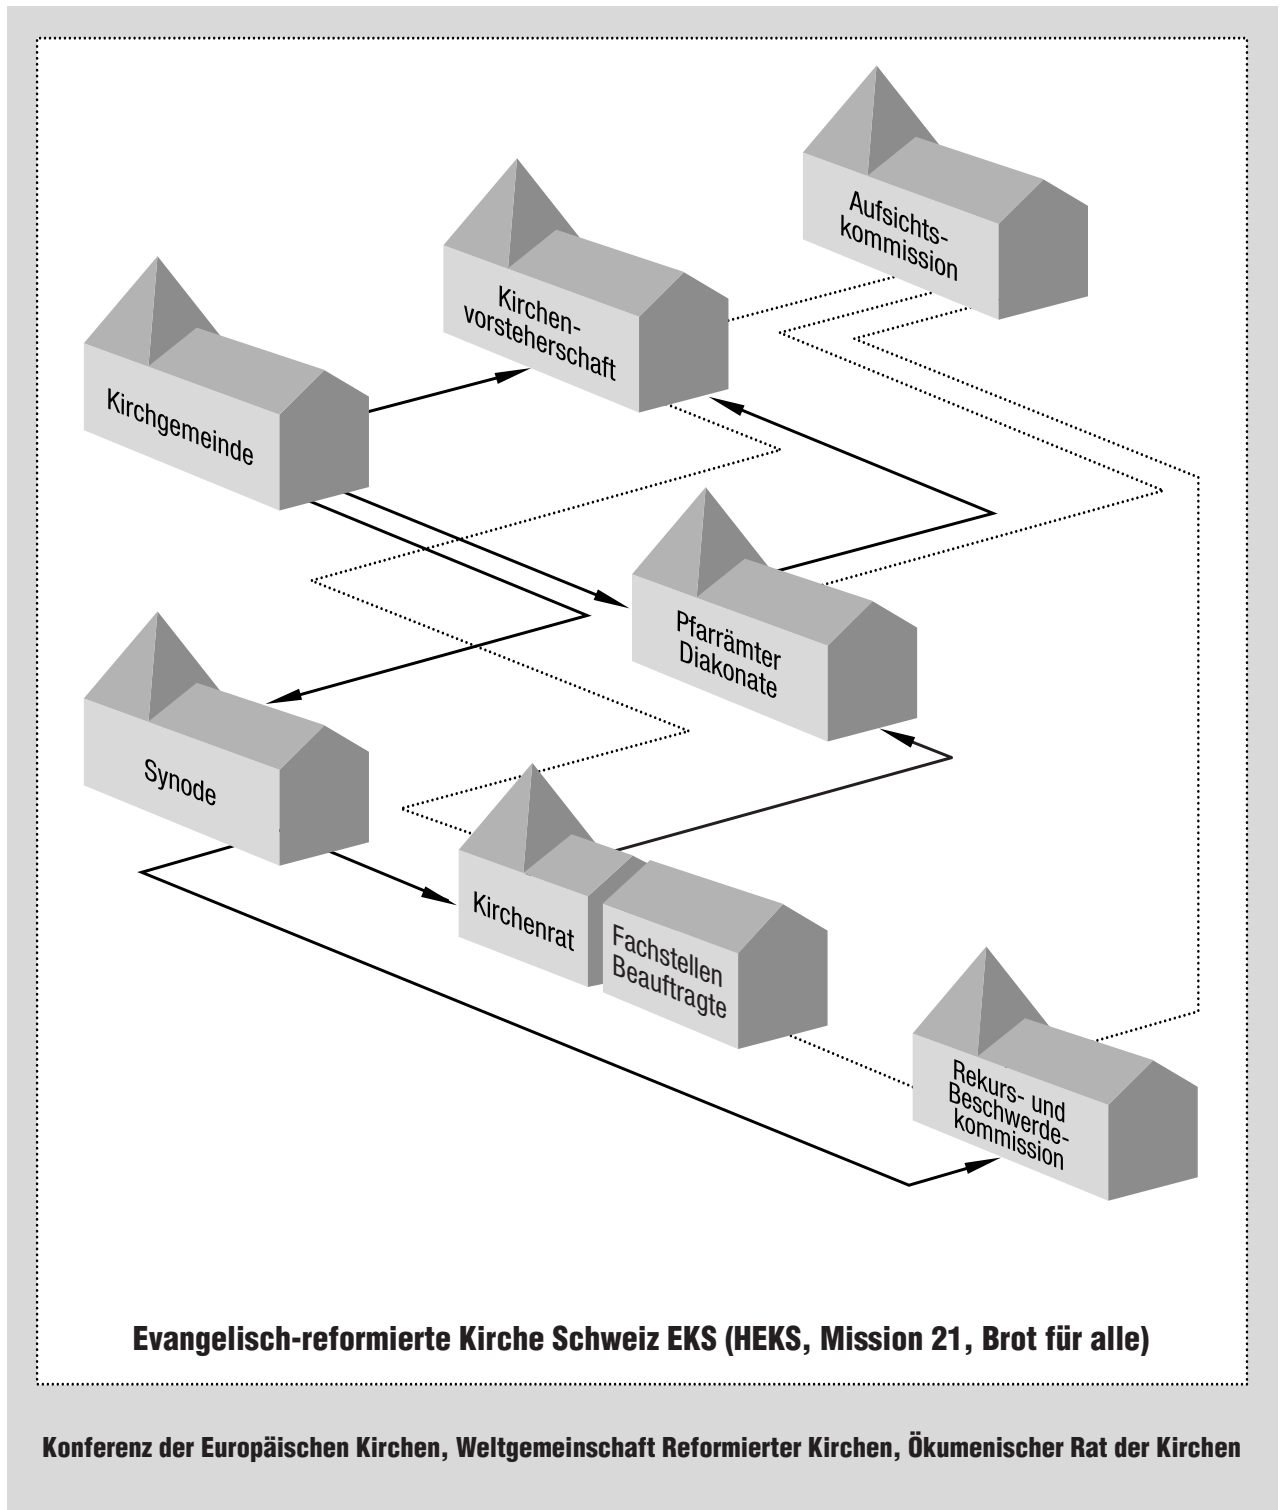 Aufsichts-
kommission
Kirchen-
vorsteherschaft
Kirchgemeinde
Pfarrämter
Diakonate
Synode
Kirchenrat
Fachstellen
Beauftragte
Rekurs- und
Beschwerde-
kommission
Evangelisch-reformierte Kirche Schweiz EKS (HEKS, Mission 21, Brot für alle)
Konferenz der Europäischen Kirchen, Weltgemeinschaft Reformierter Kirchen, Ökumenischer Rat der Kirchen